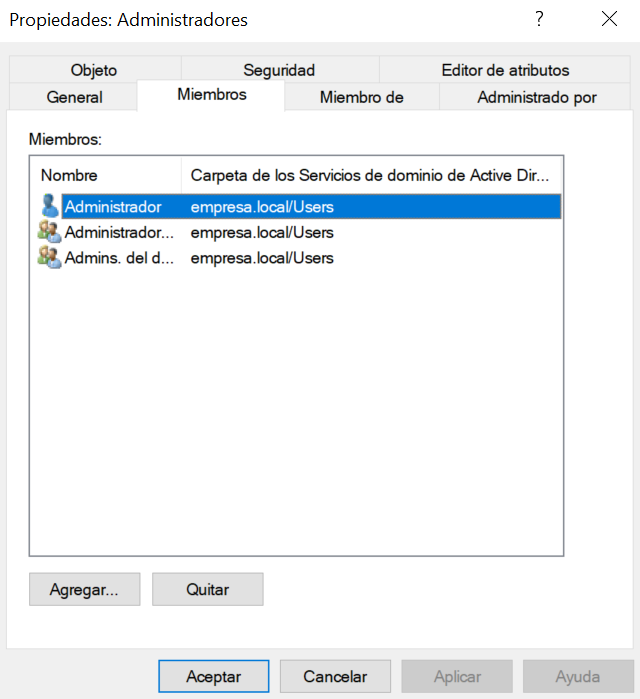 Propiedades: Administradores
?
Objeto
Seguridad
Editor de atributos
General
Miembros
Miembro de
Administrado por
Miembros:
Nombre
Carpeta de los Servicios de dominio de Active Dir...
Administrador empresa.local/Users
Administrador... empresa.local/Users
Admins. del d... empresa.local/Users
Agregar...
Quitar
Aceptar
Cancelar
Aplicar
Ayuda